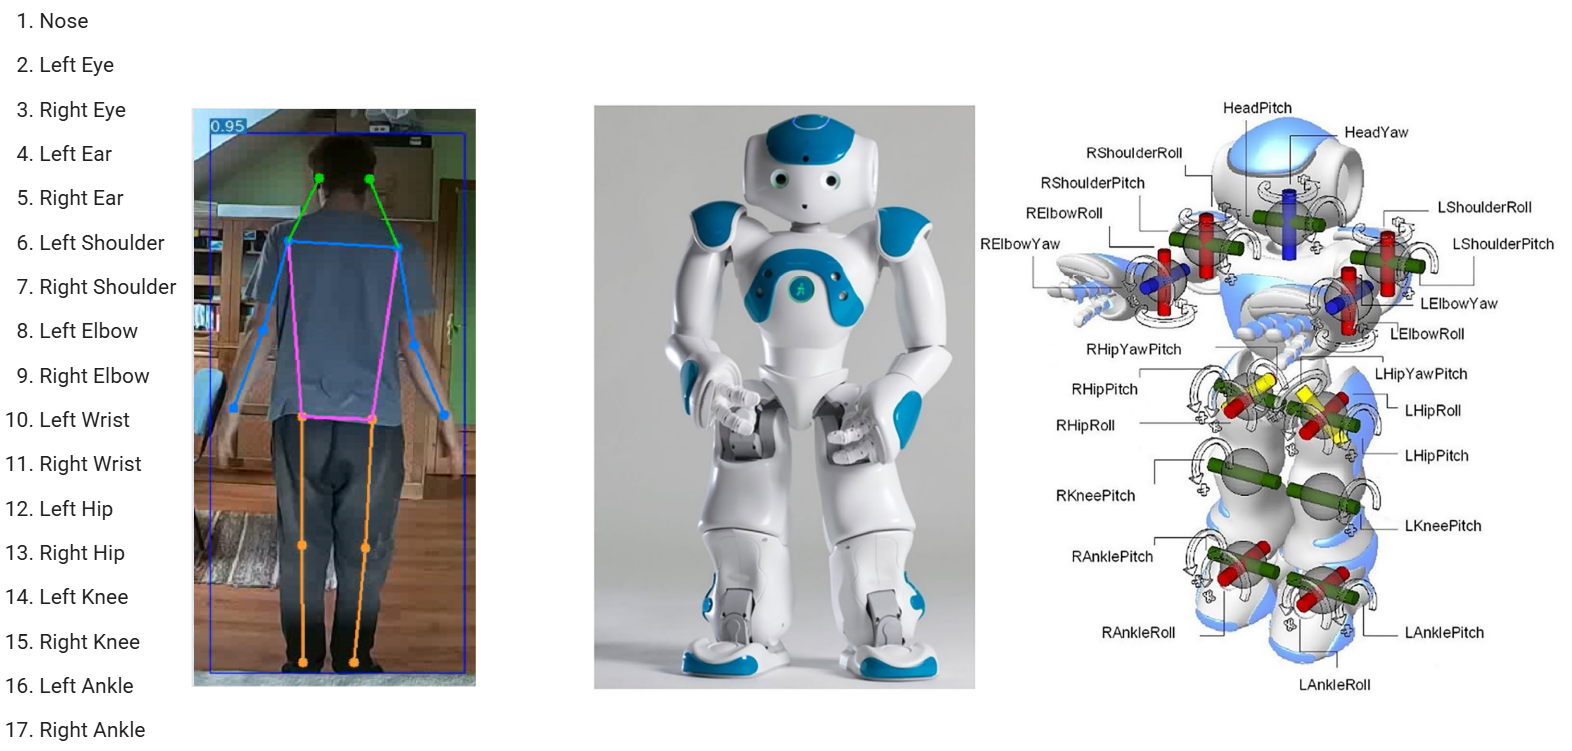 1. Nose
2. Left Eye
3. Right Eye
4. Left Ear
5. Right Ear
6. Left Shoulder
7. Right Shoulder
8. Left Elbow
9. Right Elbow
10. Left Wrist
11. Right Wrist
12. Left Hip
13. Right Hip
14. Left Knee
15. Right Knee
16. Left Ankle
17. Right Ankle
0.95
HeadPitch
HeadYaw
RShoulderRoll
RShoulderPitch
RElbowRoll
RElbowYaw
LShoulderRoll
LShoulderPitch
LElbowYaw
LElbowRoll
RHipYawPitch
LHipYawPitch
RHipPitch
LHipRoll
RHipRoll
LHipPitch
RKneePitch
LKneePitch
RAnklePitch
RAnkleRoll
LAnklePitch
LAnkleRoll